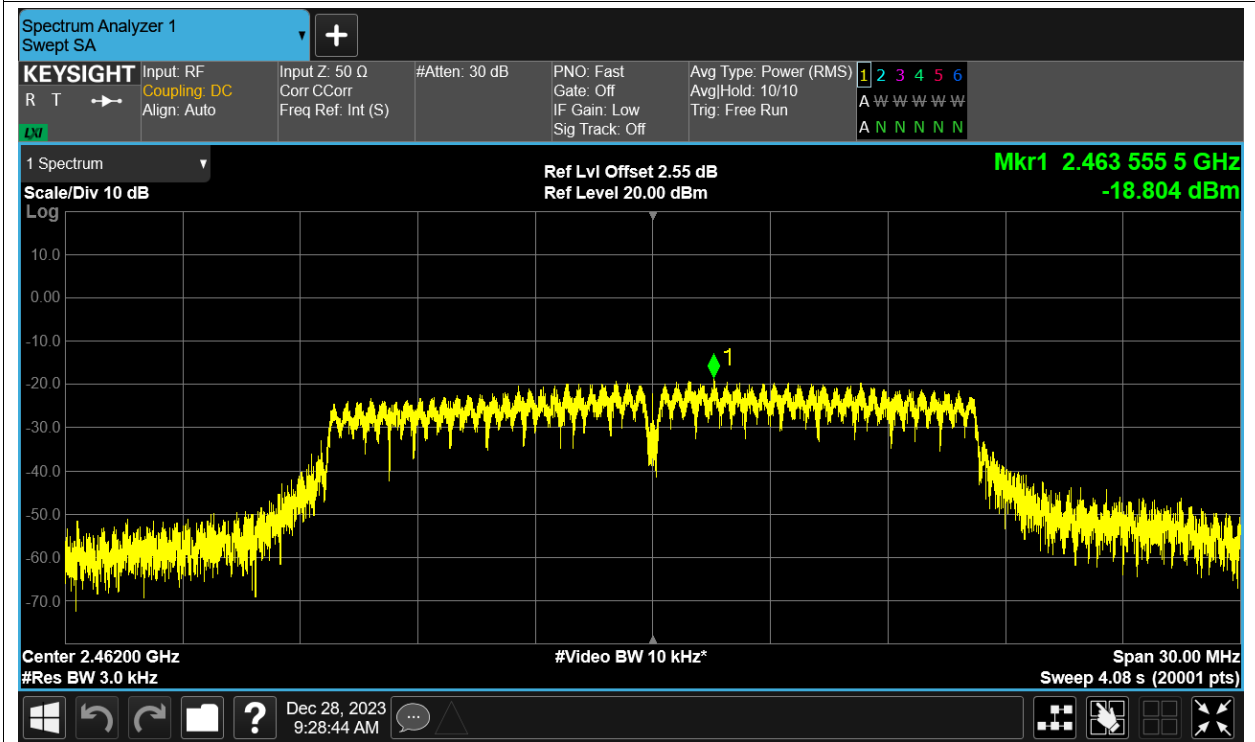 Spectrum Analyzer 1
Swept SA
KEYSIGHT
R T
LXI
Input: RF
Coupling: DC
Align: Auto
Input Z: 50 Ω
Corr CCorr
Freq Ref: Int (S)
#Atten: 30 dB
PNO: Fast
Gate: Off
IF Gain: Low
Sig Track: Off
Avg Type: Power (RMS)
Avg|Hold: 10/10
Trig: Free Run
1 2 3 4 5 6
A W W W W W
A N N N N N
1 Spectrum
Scale/Div 10 dB
Ref Lvl Offset 2.55 dB
Ref Level 20.00 dBm
Mkr1 2.463 555 5 GHz
-18.804 dBm
Log
10.0
0.00
-10.0
-20.0
-30.0
-40.0
-50.0
-60.0
-70.0
1
Center 2.46200 GHz
#Res BW 3.0 kHz
#Video BW 10 kHz*
Span 30.00 MHz
Sweep 4.08 s (20001 pts)
?
Dec 28, 2023
9:28:44 AM